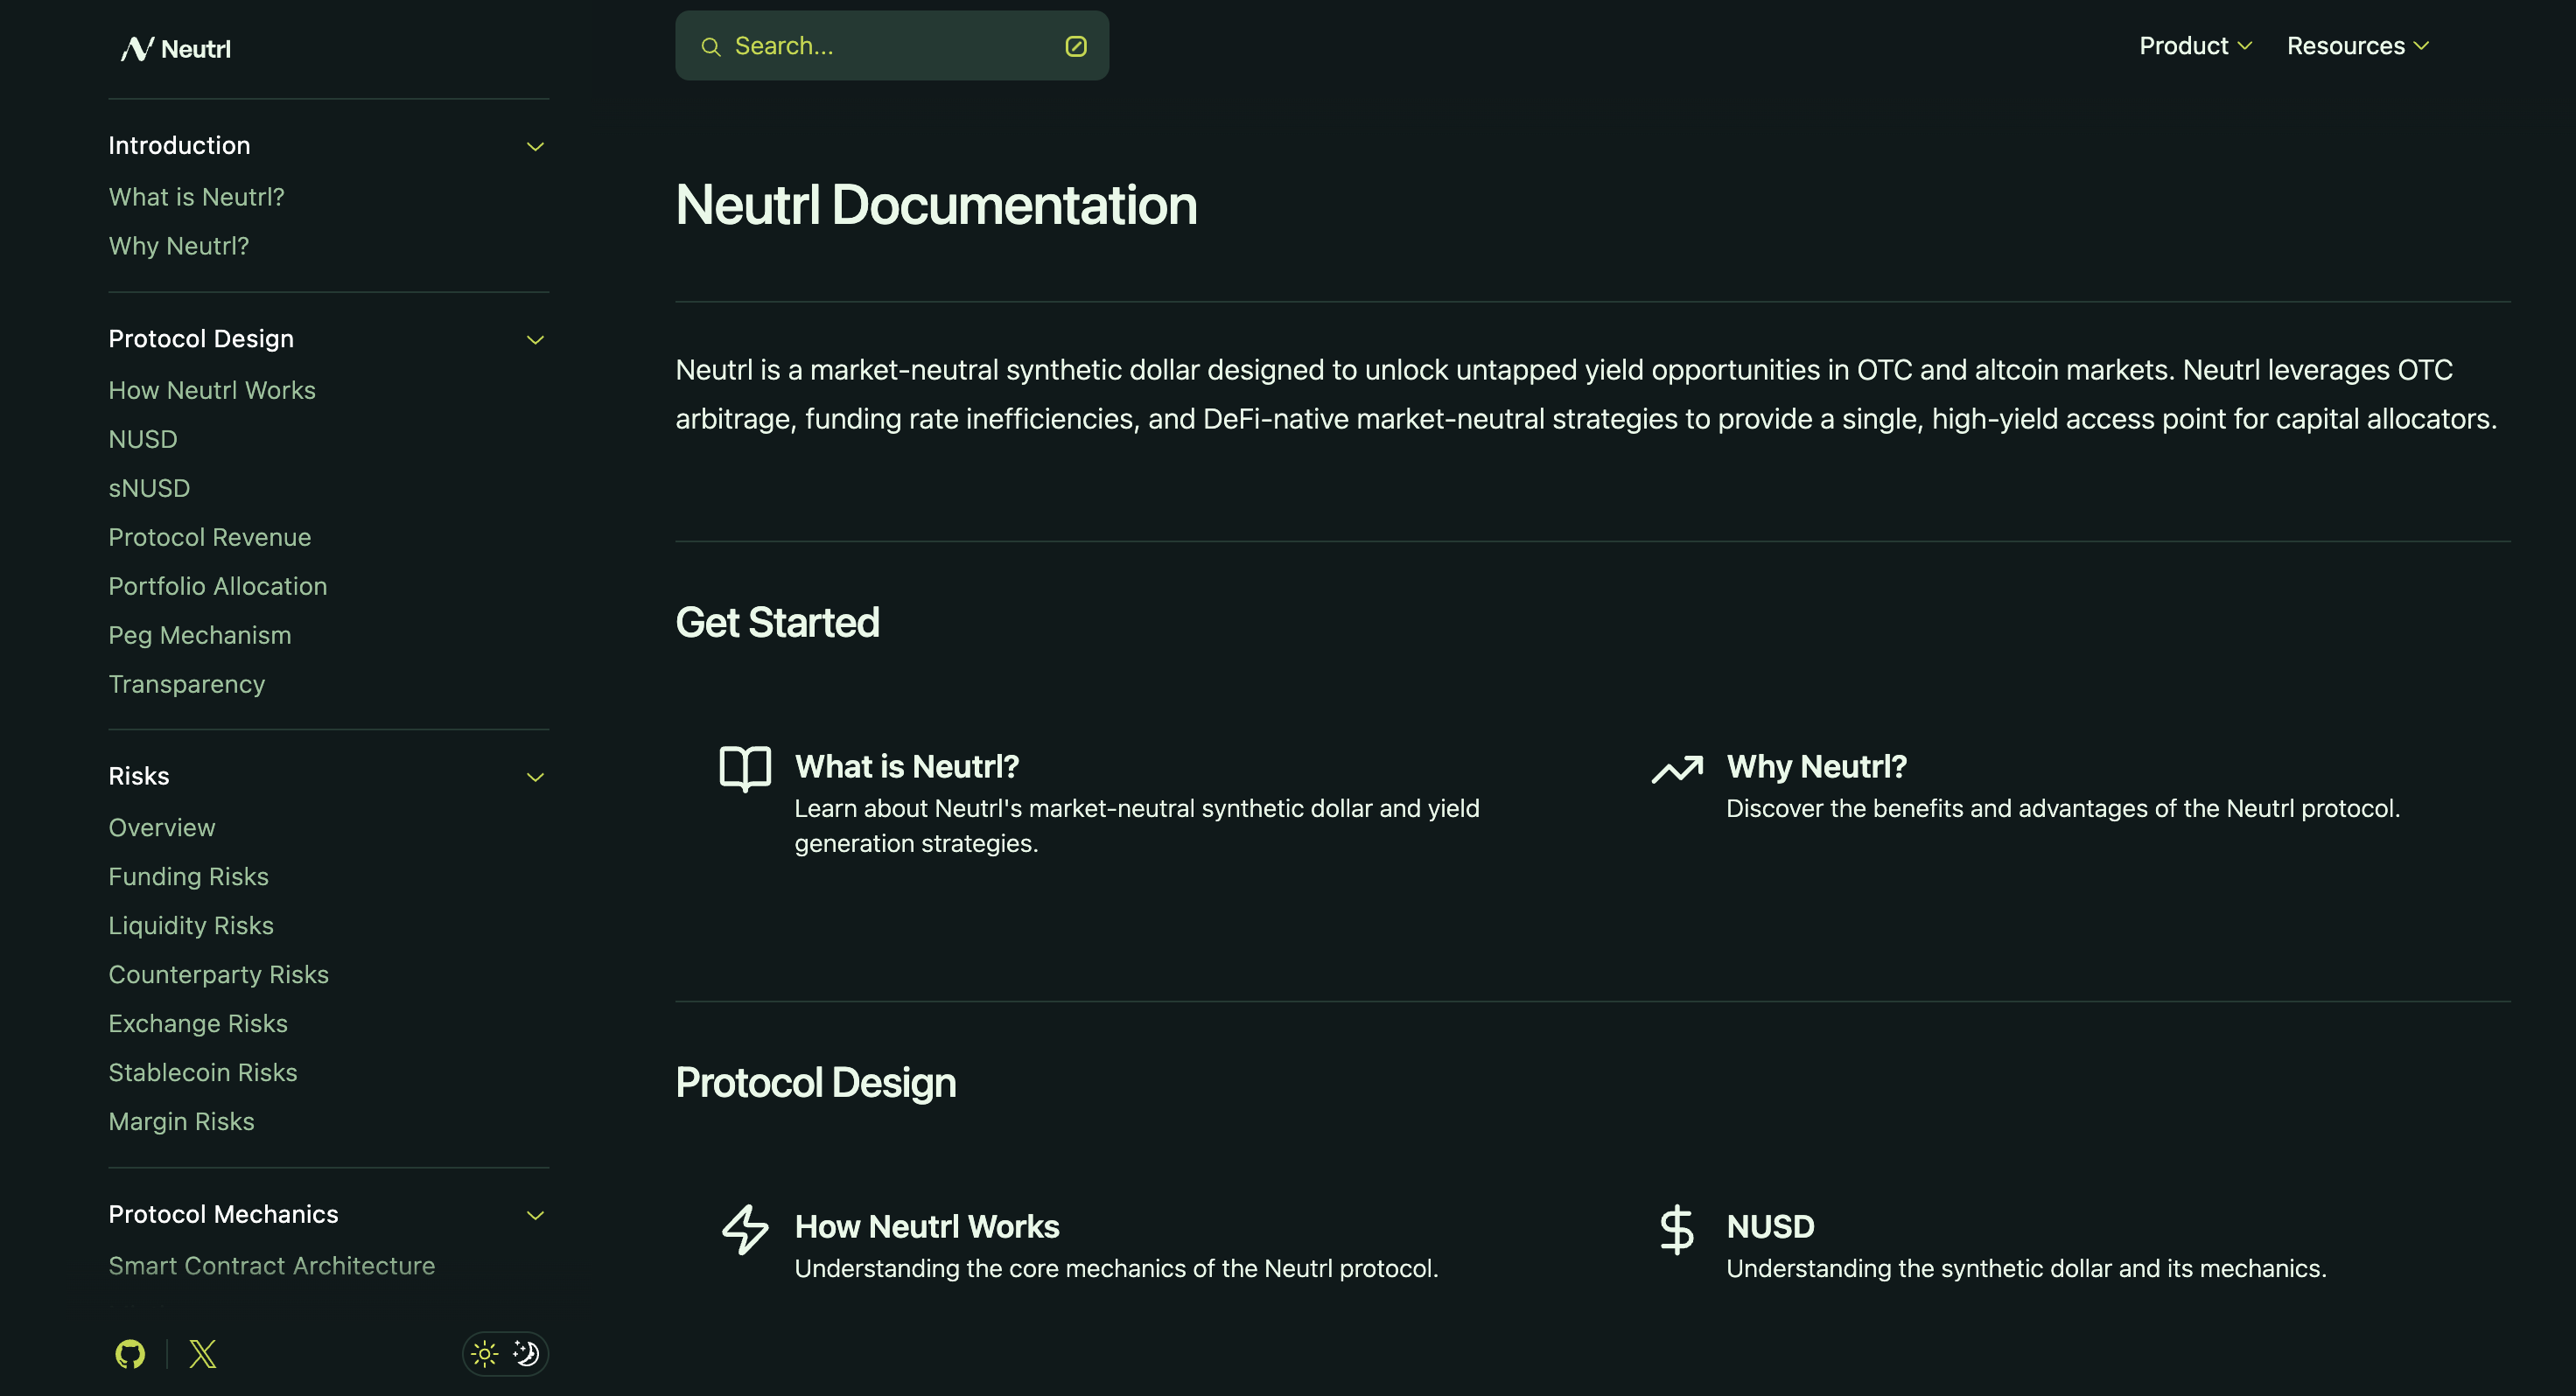 Neutrl
Search...
Product
Resources
Introduction
What is Neutrl?
Why Neutrl?
Protocol Design
How Neutrl Works
NUSD
sNUSD
Protocol Revenue
Portfolio Allocation
Peg Mechanism
Transparency
Risks
Overview
Funding Risks
Liquidity Risks
Counterparty Risks
Exchange Risks
Stablecoin Risks
Margin Risks
Protocol Mechanics
Smart Contract Architecture
Neutrl Documentation
Neutrl is a market-neutral synthetic dollar designed to unlock untapped yield opportunities in OTC and altcoin markets. Neutrl leverages OTC
arbitrage, funding rate inefficiencies, and DeFi-native market-neutral strategies to provide a single, high-yield access point for capital allocators.
Get Started
What is Neutrl?
Learn about Neutrl's market-neutral synthetic dollar and yield
generation strategies.
Why Neutrl?
Discover the benefits and advantages of the Neutrl protocol.
Protocol Design
How Neutrl Works
Understanding the core mechanics of the Neutrl protocol.
NUSD
Understanding the synthetic dollar and its mechanics.